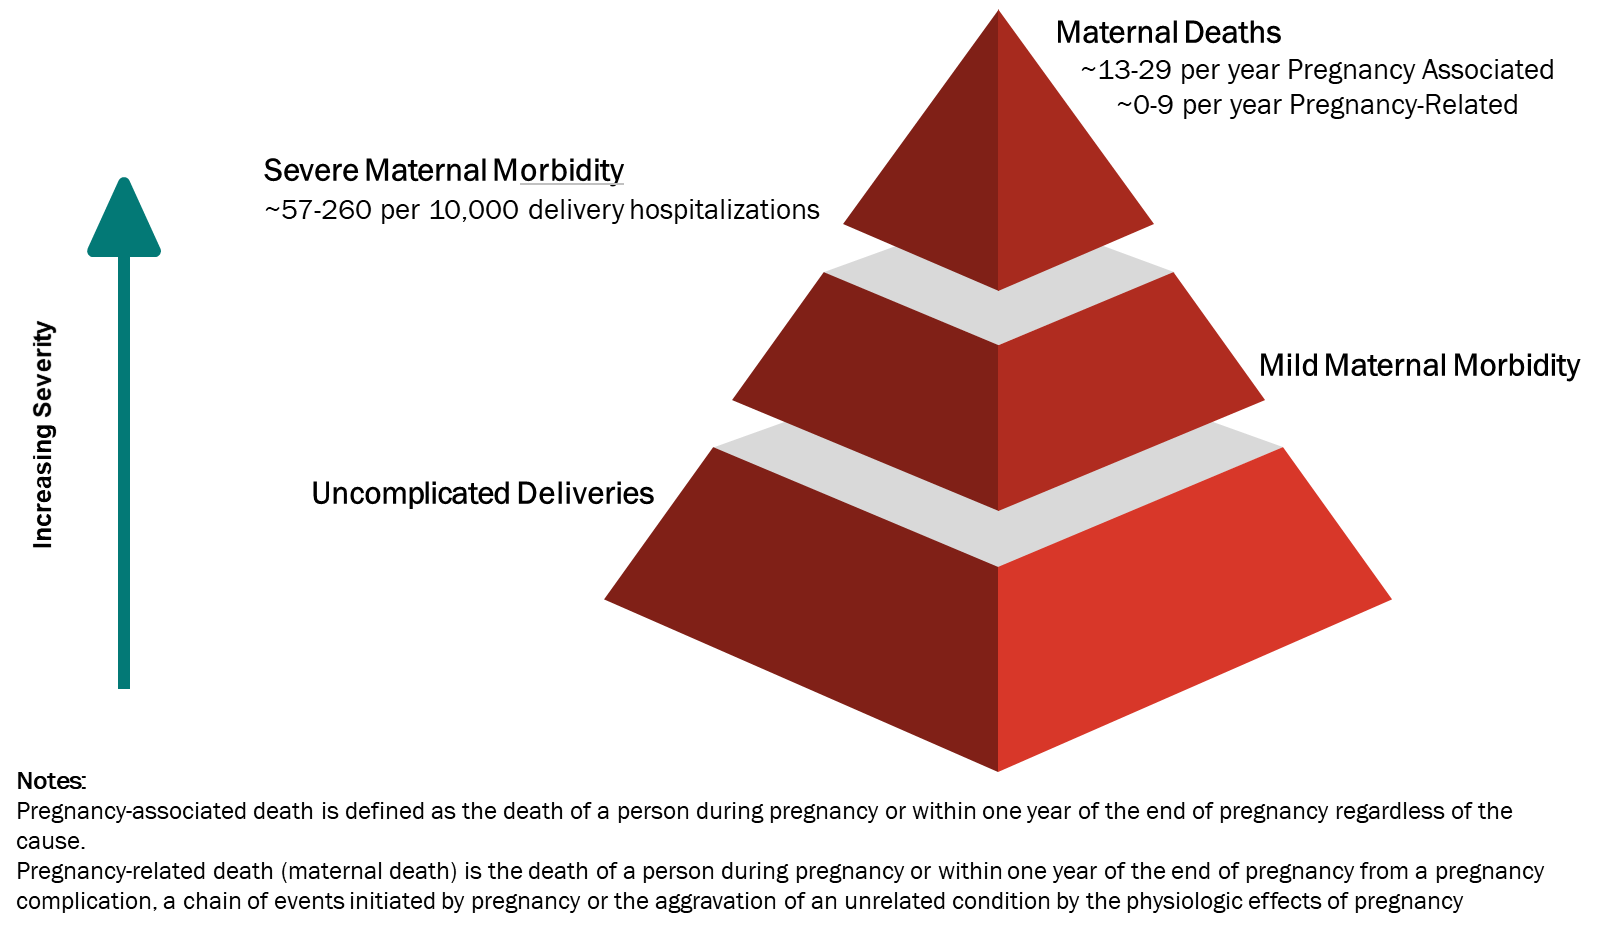 Maternal Deaths
~13-29 per year Pregnancy Associated
~0-9 per year Pregnancy-Related
Severe Maternal Morbidity
~57-260 per 10,000 delivery hospitalizations
Increasing Severity
Mild Maternal Morbidity
Uncomplicated Deliveries
Notes:
Pregnancy-associated death is defined as the death of a person during pregnancy or within one year of the end of pregnancy regardless of the
cause.
Pregnancy-related death (maternal death) is the death of a person during pregnancy or within one year of the end of pregnancy from a pregnancy
complication, a chain of events initiated by pregnancy or the aggravation of an unrelated condition by the physiologic effects of pregnancy